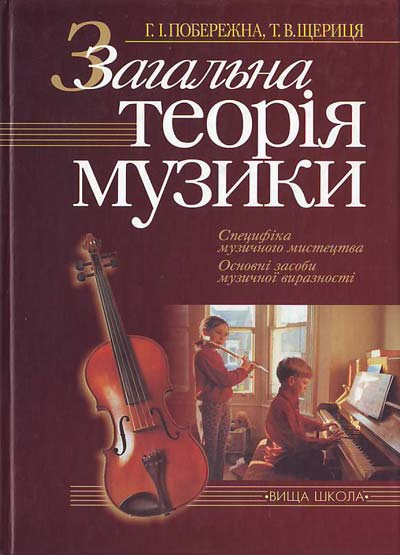 Г. І. ПОБЕРЕЖНА, Т. В. ЩЕРИЦЯ
Загальна
теорія
музики
Специфіка
музичного мистецтва
Основні засоби
музичної виразності
•ВИЩА ШКОЛА•